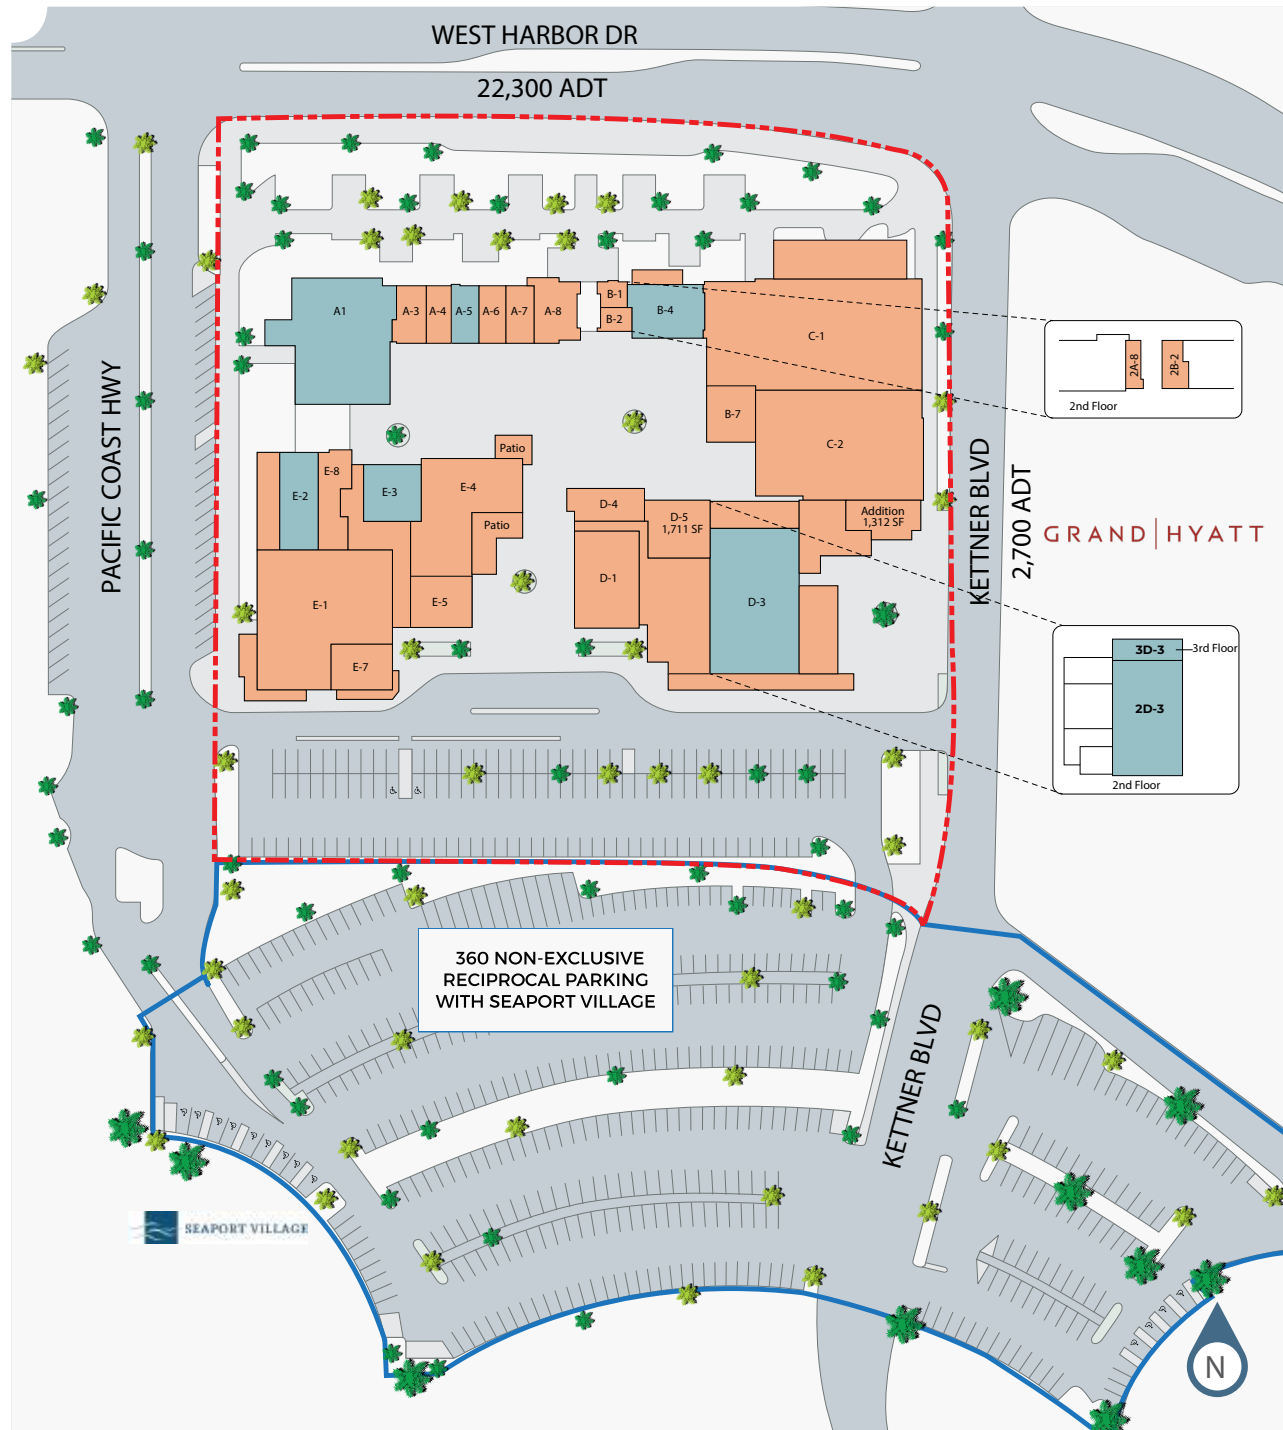 WEST HARBOR DR
22,300 ADT
PACIFIC COAST HWY
A1
A-3
A-4
A-5
A-6
A-7
A-8
B-1
B-2
B-4
C-1
B-7
C-2
2A-8
2B-2
2nd Floor
KETTNER BLVD
2,700 ADT
GRAND|HYATT
Patio
E-8
E-2
E-3
E-4
Patio
E-1
E-5
E-7
D-4
D-5
1,711 SF
Addition
1,312 SF
D-1
D-3
3D-3
3rd Floor
2D-3
2nd Floor
360 NON-EXCLUSIVE
RECIPROCAL PARKING
WITH SEAPORT VILLAGE
KETTNER BLVD
SEAPORT VILLAGE
N